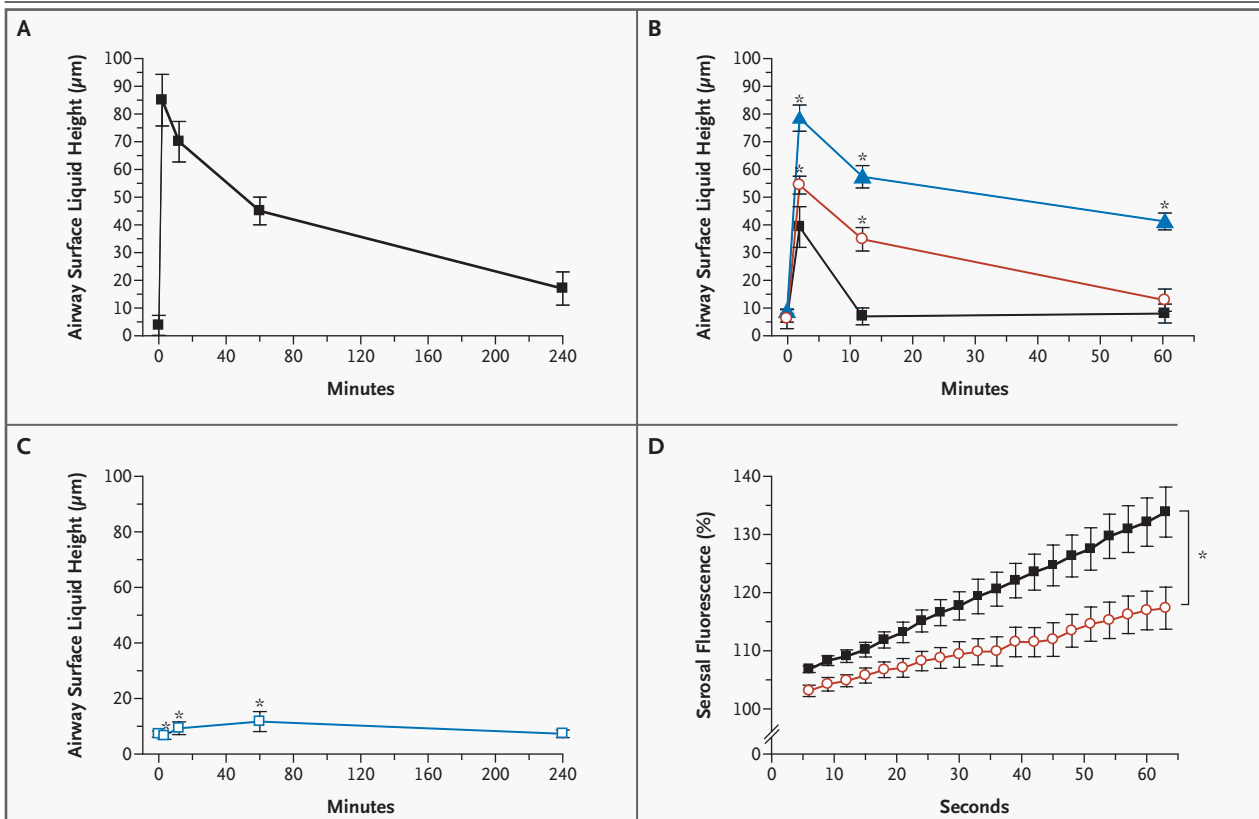 A
Airway Surface Liquid Height (µm)
100
90
80
70
60
50
40
30
20
10
0
0 40 80 120 160 200 240
Minutes
B
Airway Surface Liquid Height (µm)
100
90
80
70
60
50
40
30
20
10
0
* * *
* *
0 10 20 30 40 50 60
Minutes
C
Airway Surface Liquid Height (µm)
100
80
60
40
20
0
* * *
0 40 80 120 160 200 240
Minutes
D
Serosal Fluorescence (%)
140
130
120
110
100
0
*
0 10 20 30 40 50 60
Seconds